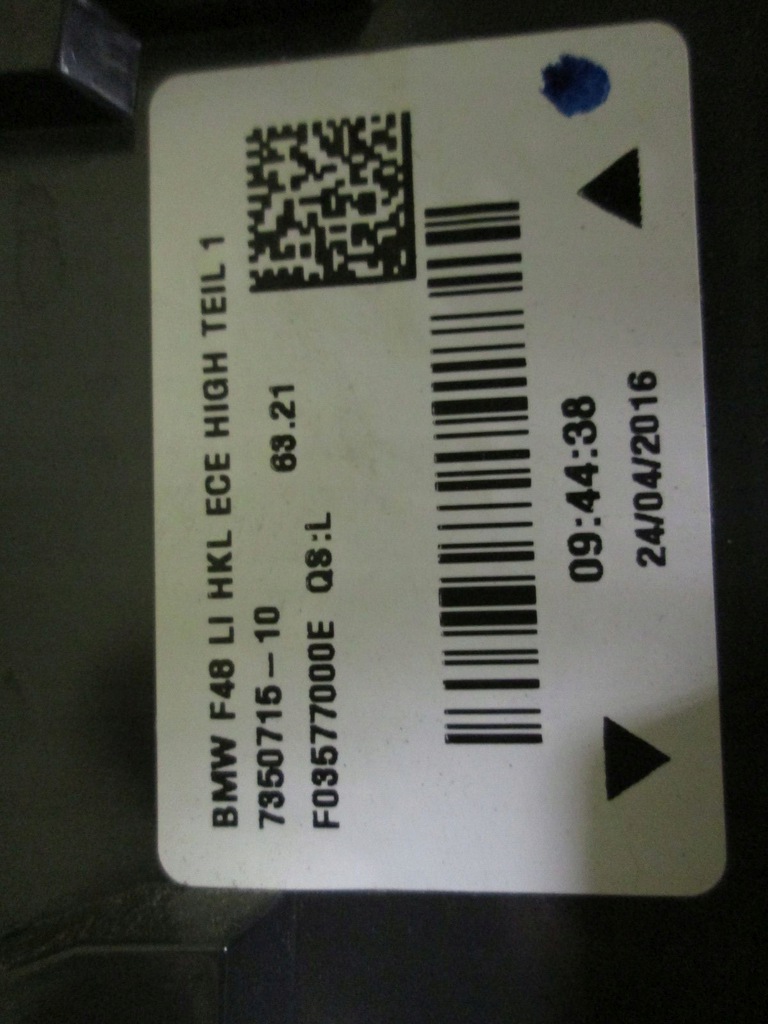 BMW F48 LI HKL ECE HIGH TEIL 1
7350715-10 63.21
F03577000E QS:L
09:44:38
24/04/2016